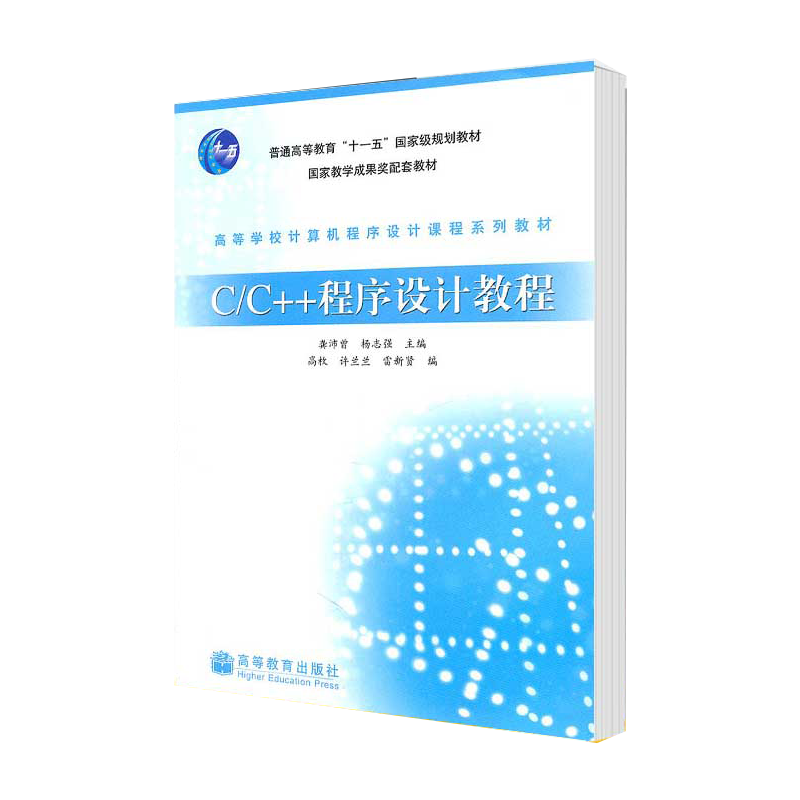 十一五
普通高等教育“十一五”国家级规划教材
国家教学成果奖配套教材
高等学校计算机程序设计课程系列教材
C/C++程序设计教程
龚沛曾 杨志强 主编
高枚 许兰兰 雷新贤 编
高等教育出版社
Higher Education Press